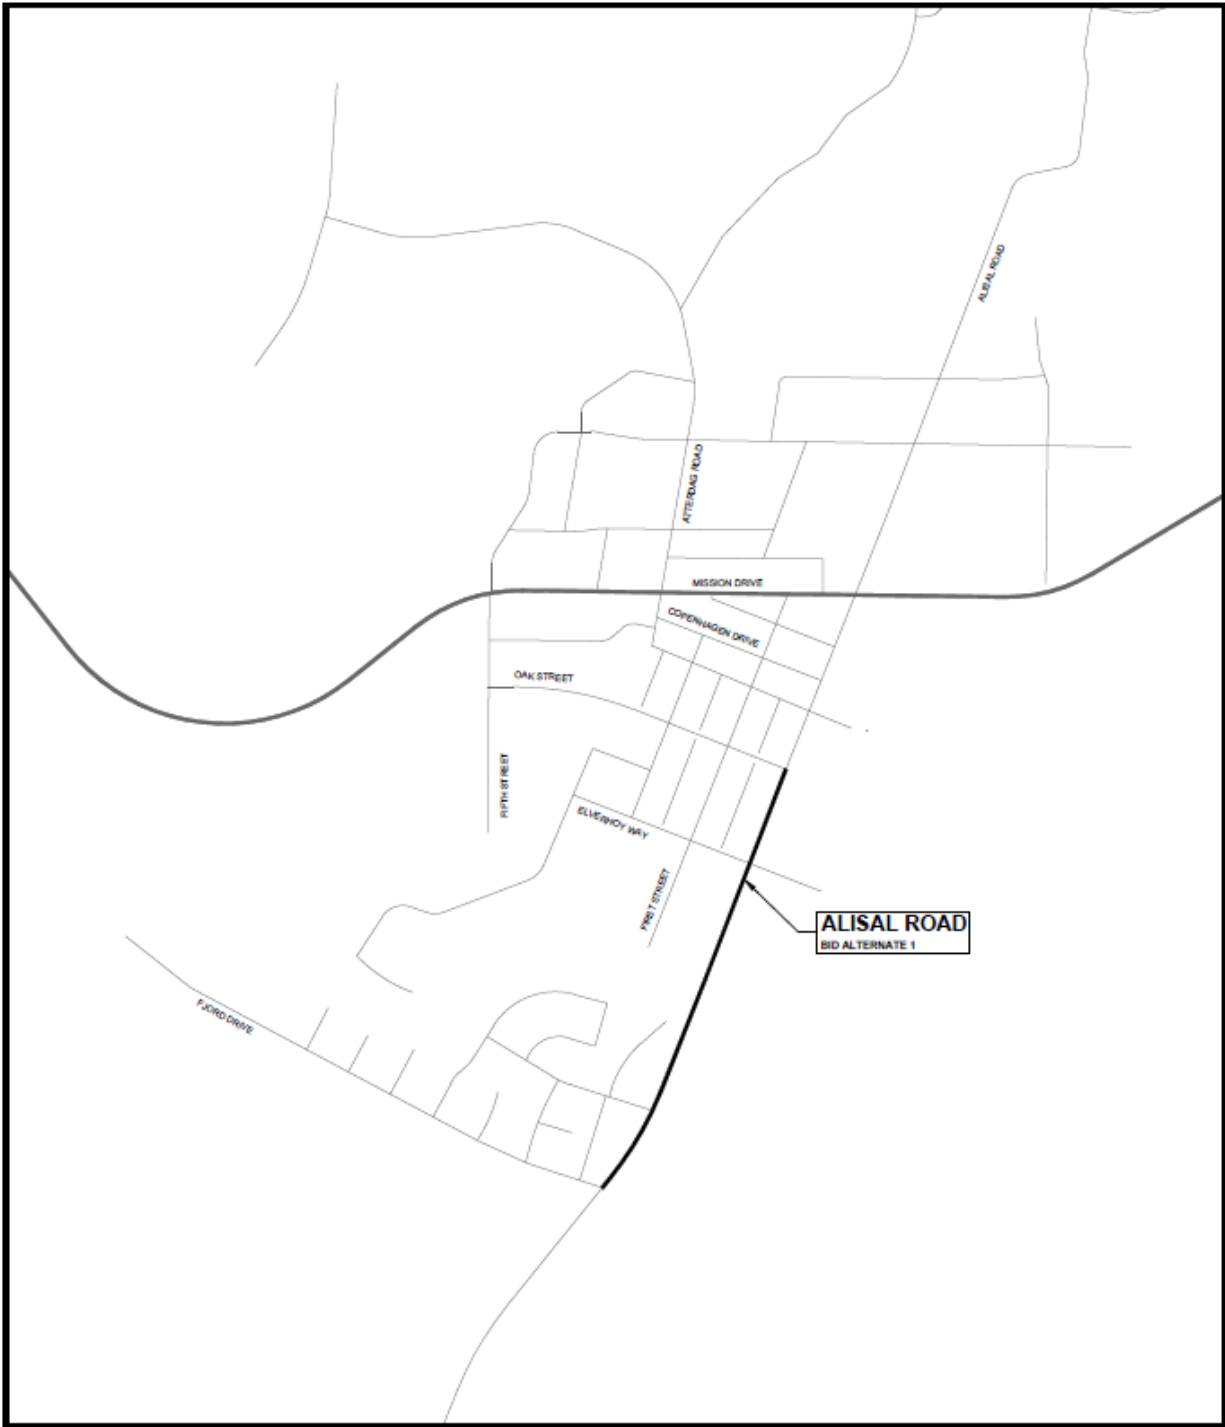 ALISAL ROAD
ATTERDAG ROAD
MISSION DRIVE
COPENHAGEN DRIVE
OAK STREET
FIFTH STREET
ELVERHOY WAY
FIRST STREET
ALISAL ROAD
BID ALTERNATE 1
FJORD DRIVE